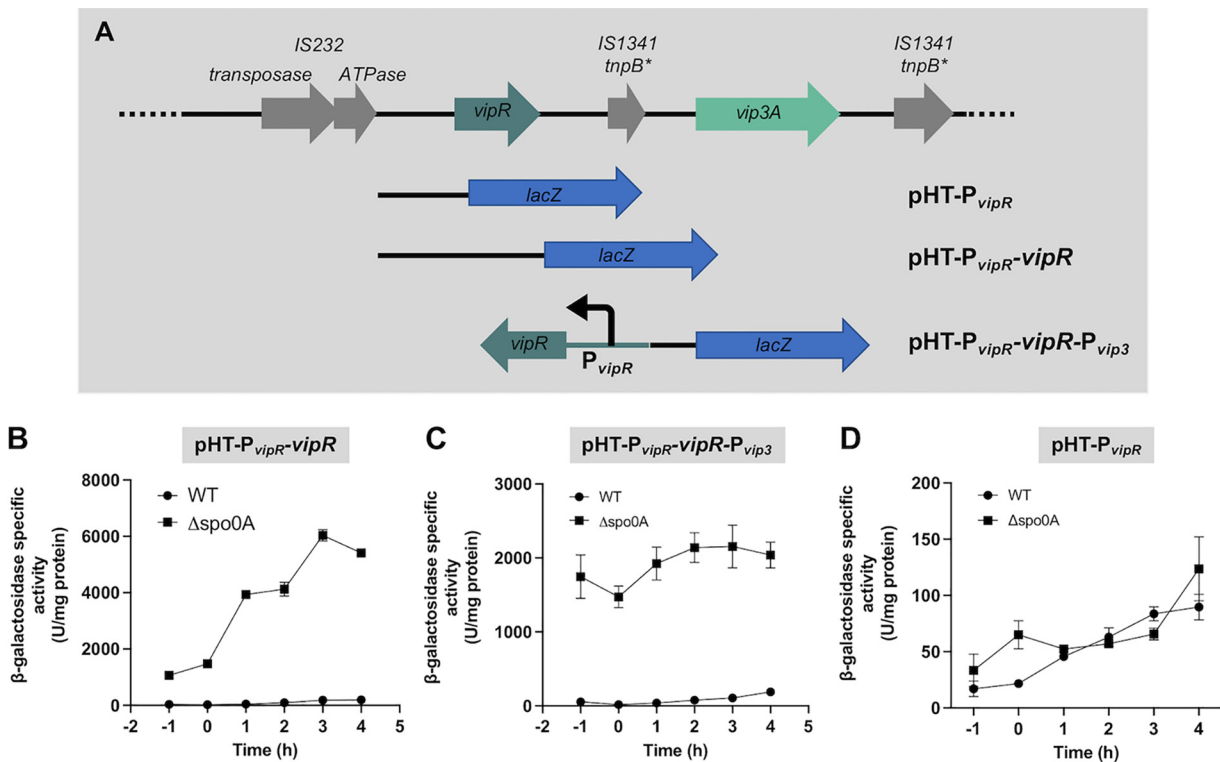 A
IS232
transposase ATPase
IS1341
tnpB*
IS1341
tnpB*
vipR
vip3A
lacZ
pHT-PvipR
lacZ
pHT-PvipR-vipR
vipR
PvipR
lacZ
pHT-PvipR-vipR-Pvip3
B
pHT-PvipR-vipR
β-galactosidase specific
activity
(U/mg protein)
8000
6000
4000
2000
0
WT
Δspo0A
-2 -1 0 1 2 3 4 5
Time (h)
C
pHT-PvipR-vipR-Pvip3
β-galactosidase specific
activity
(U/mg protein)
3000
2000
1000
0
WT
Δspo0A
-2 -1 0 1 2 3 4 5
Time (h)
D
pHT-PvipR
β-galactosidase specific
activity
(U/mg protein)
200
150
100
50
0
WT
Δspo0A
-1 0 1 2 3 4
Time (h)